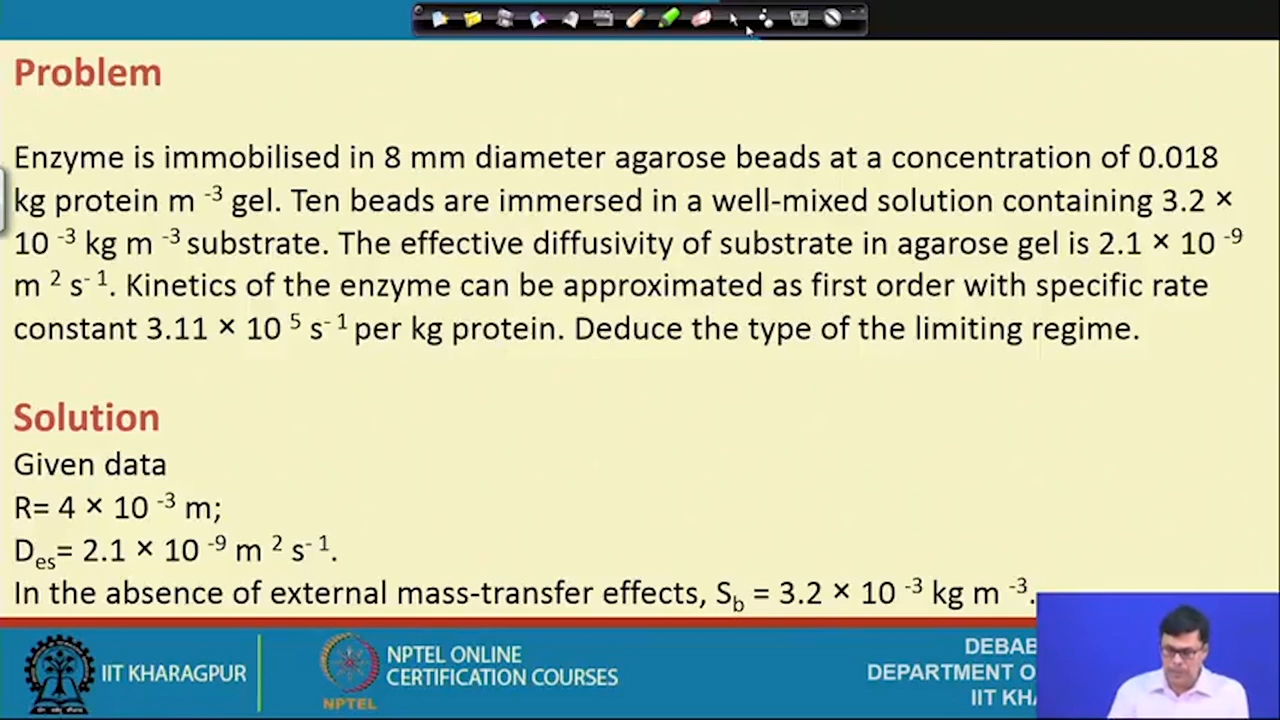 Problem
Enzyme is immobilised in 8 mm diameter agarose beads at a concentration of 0.018
kg protein m ⁻³ gel. Ten beads are immersed in a well-mixed solution containing 3.2 ×
10 ⁻³ kg m ⁻³ substrate. The effective diffusivity of substrate in agarose gel is 2.1 × 10 ⁻⁹
m ² s⁻ ¹. Kinetics of the enzyme can be approximated as first order with specific rate
constant 3.11 × 10 ⁵ s⁻ ¹ per kg protein. Deduce the type of the limiting regime.
Solution
Given data
R= 4 × 10 ⁻³ m;
Dₑₛ= 2.1 × 10 ⁻⁹ m ² s⁻ ¹.
In the absence of external mass-transfer effects, S_b = 3.2 × 10 ⁻³ kg m ⁻³.
IIT KHARAGPUR
NPTEL
NPTEL ONLINE
CERTIFICATION COURSES
DEBAB
DEPARTMENT O
IIT KHA